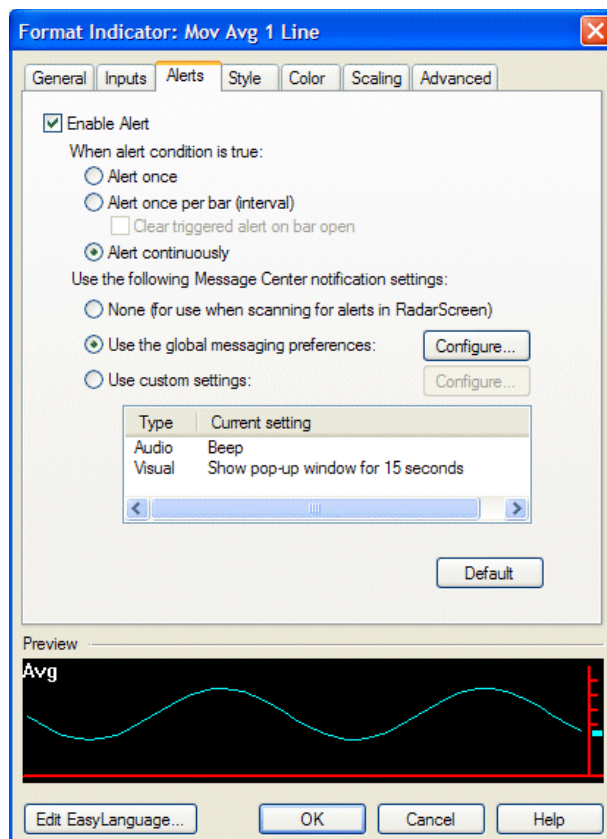 Format Indicator: Mov Avg 1 Line
General Inputs Alerts Style Color Scaling Advanced
Enable Alert
When alert condition is true:
Alert once
Alert once per bar (interval)
Clear triggered alert on bar open
Alert continuously
Use the following Message Center notification settings:
None (for use when scanning for alerts in RadarScreen)
Use the global messaging preferences: Configure...
Use custom settings: Configure...
Type Current setting
Audio Beep
Visual Show pop-up window for 15 seconds
Default
Preview
Avg
Edit EasyLanguage... OK Cancel Help